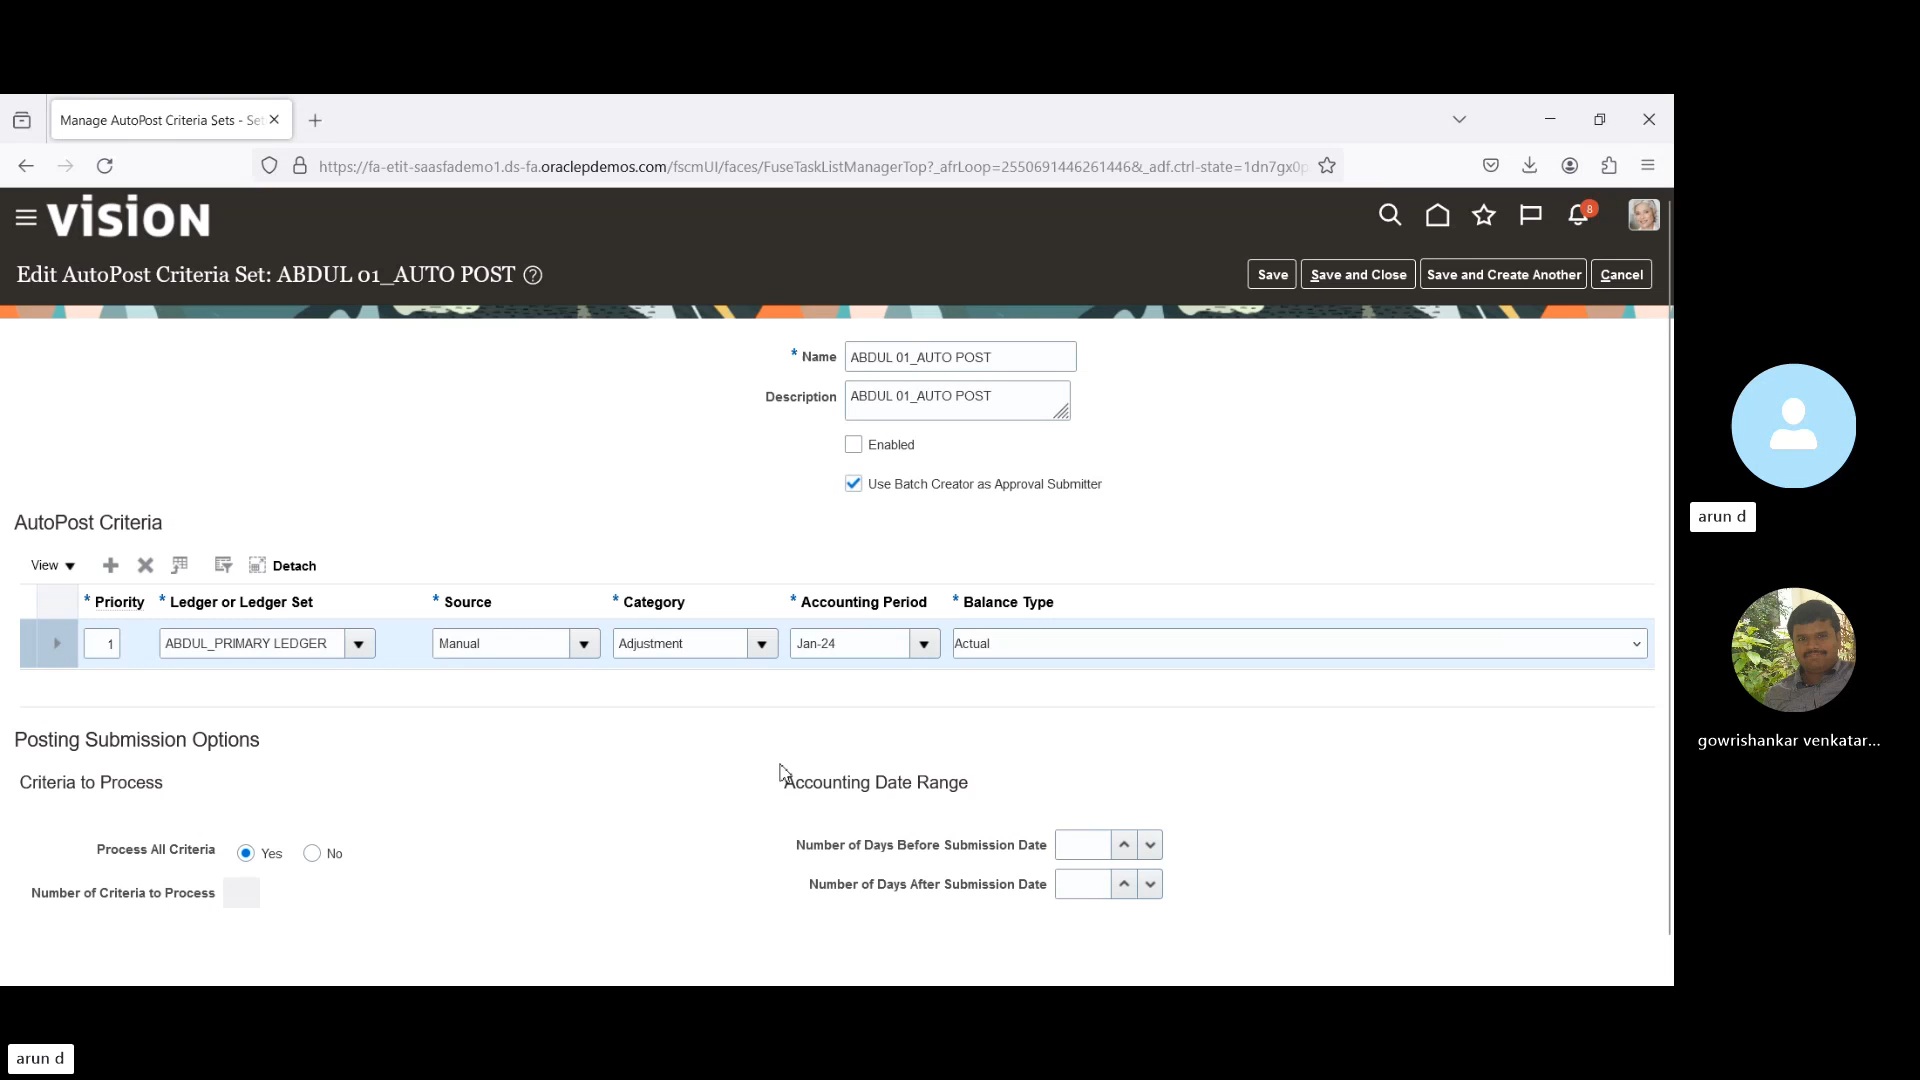 Manage AutoPost Criteria Sets - Set
https://fa-etit-saasfademo1.ds-fa.oraclepdemos.com/fscmUI/faces/FuseTaskListManagerTop?_afrLoop=2550691446261446&_adf.ctrl-state=1dn7gx0p
VISION
8
Edit AutoPost Criteria Set: ABDUL 01_AUTO POST
Save Save and Close Save and Create Another Cancel
* Name ABDUL 01_AUTO POST
Description ABDUL 01_AUTO POST
Enabled
Use Batch Creator as Approval Submitter
arun d
AutoPost Criteria
View Detach
* Priority * Ledger or Ledger Set * Source * Category * Accounting Period * Balance Type
1 ABDUL_PRIMARY LEDGER Manual Adjustment Jan-24 Actual
gowrishankar venkatar...
Posting Submission Options
Criteria to Process Accounting Date Range
Process All Criteria Yes No Number of Days Before Submission Date
Number of Criteria to Process Number of Days After Submission Date
arun d